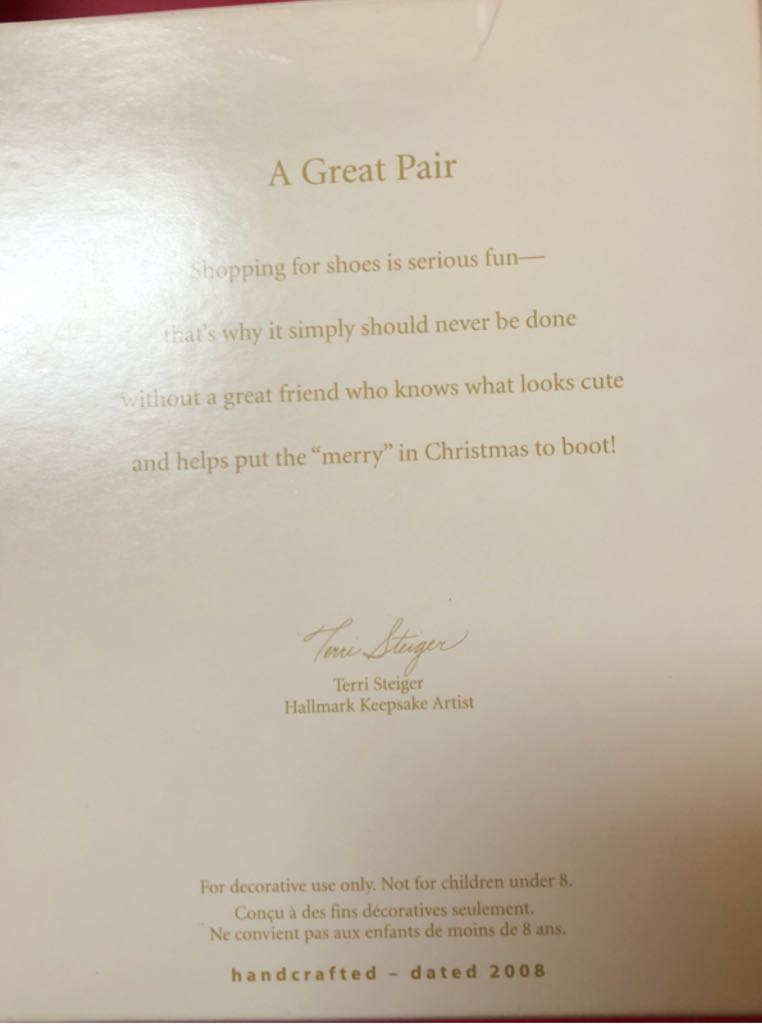 A Great Pair
Shopping for shoes is serious fun—
that's why it simply should never be done
without a great friend who knows what looks cute
and helps put the “merry” in Christmas to boot!
Terri Steiger
Terri Steiger
Hallmark Keepsake Artist
For decorative use only. Not for children under 8.
Conçu à des fins décoratives seulement.
Ne convient pas aux enfants de moins de 8 ans.
handcrafted – dated 2008